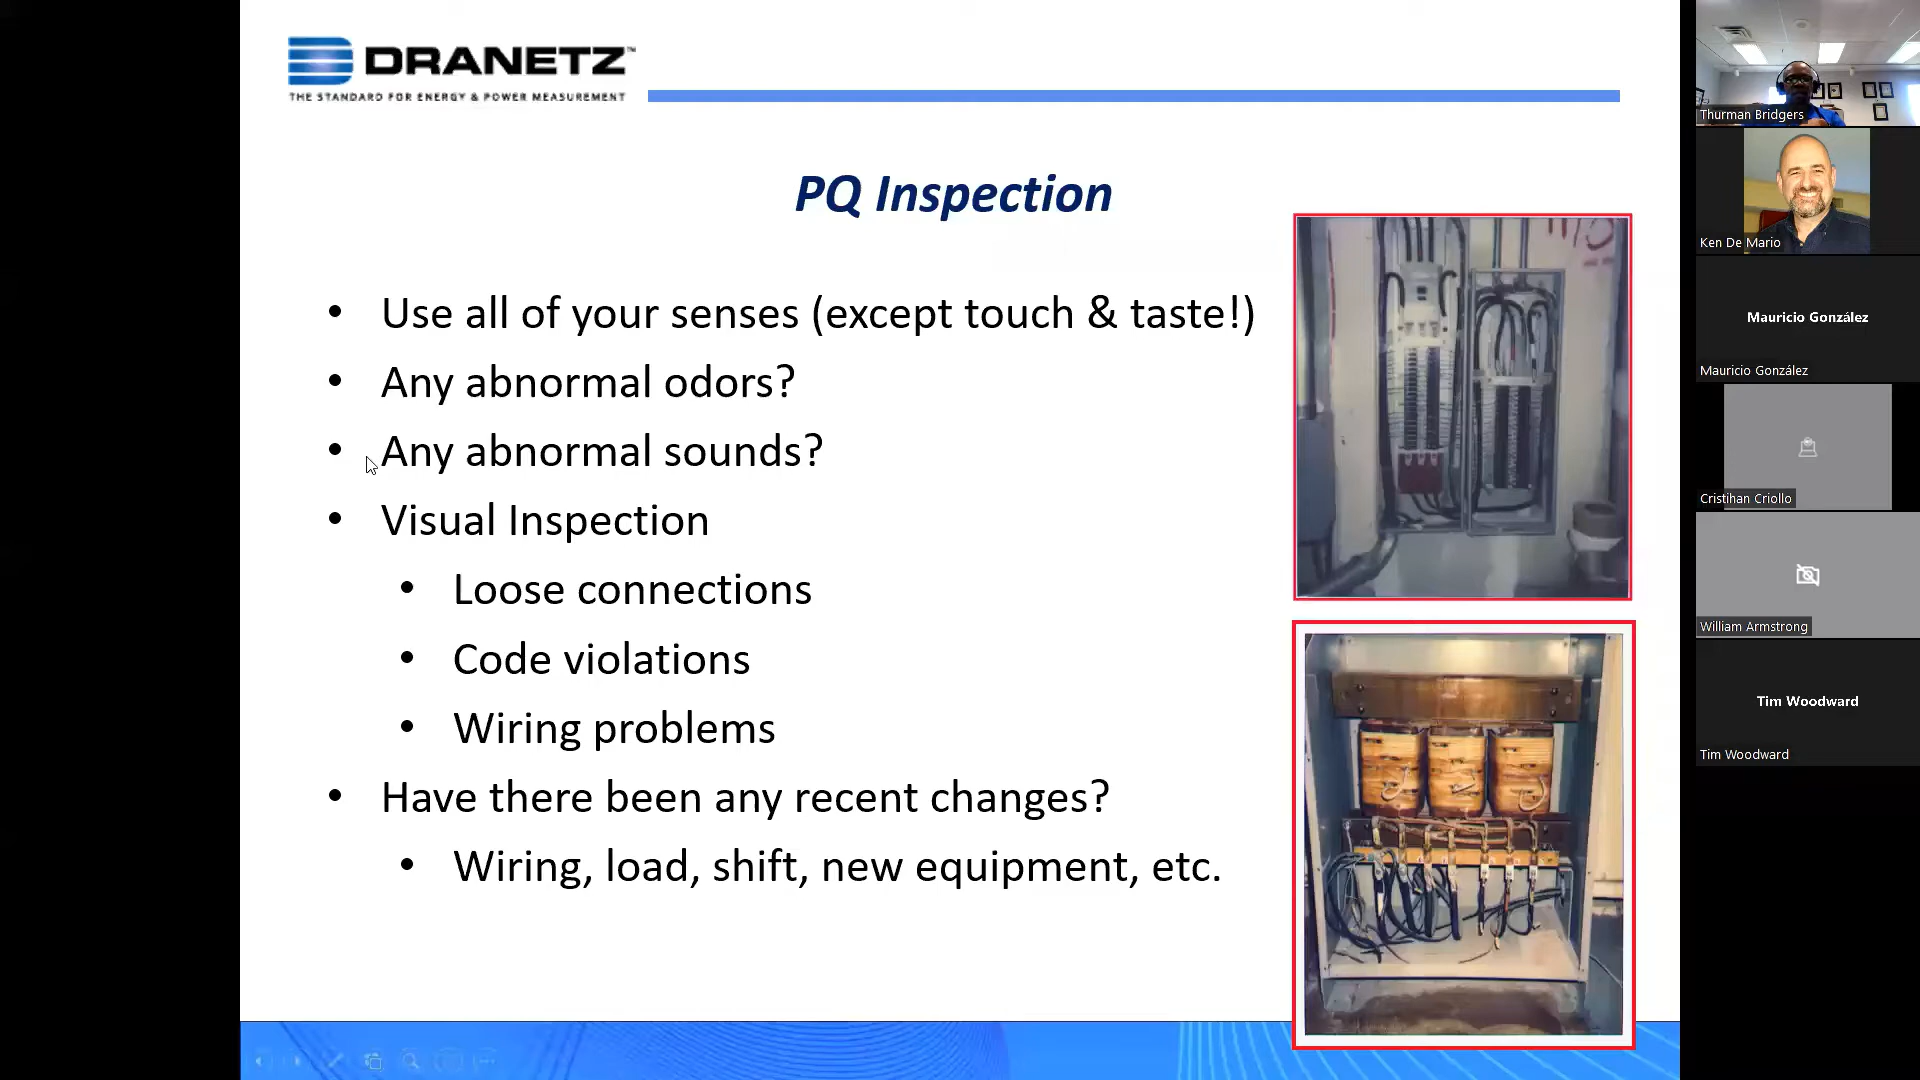 DRANETZ™
THE STANDARD FOR ENERGY & POWER MEASUREMENT
PQ Inspection
• Use all of your senses (except touch & taste!)
• Any abnormal odors?
• Any abnormal sounds?
• Visual Inspection
• Loose connections
• Code violations
• Wiring problems
• Have there been any recent changes?
• Wiring, load, shift, new equipment, etc.
Thurman Bridgers
Ken De Mario
Mauricio González
Mauricio González
Cristihan Criollo
William Armstrong
Tim Woodward
Tim Woodward